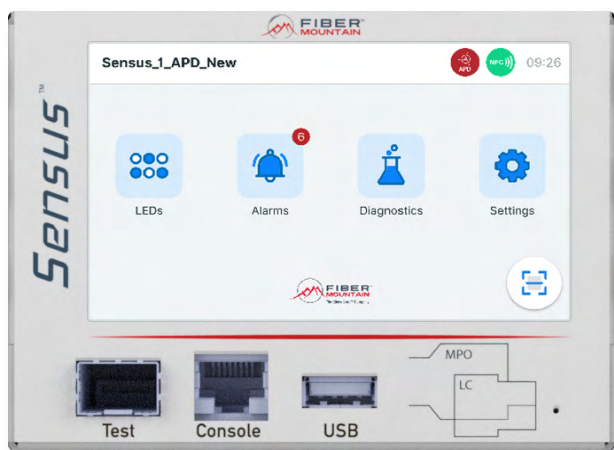 FIBER
MOUNTAIN
Sensus_1_APD_New
APD
NFC
09:26
Sensus™
6
LEDs
Alarms
Diagnostics
Settings
FIBER
MOUNTAIN
MPO
LC
Test
Console
USB